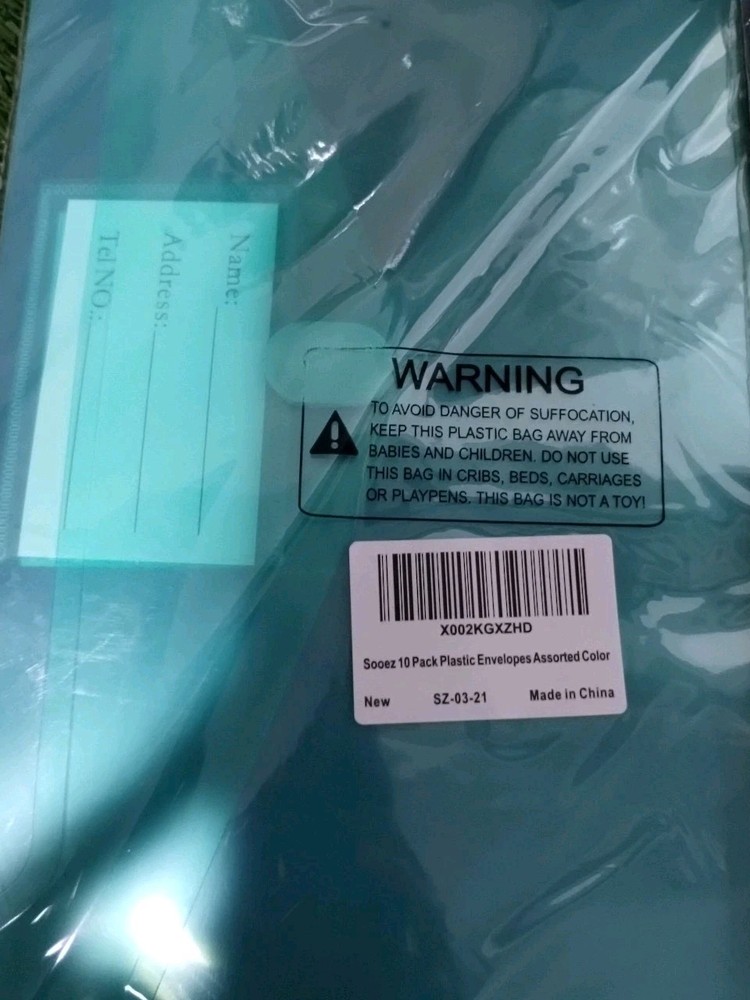 Name:
Address:
Tel NO.:
WARNING
TO AVOID DANGER OF SUFFOCATION,
KEEP THIS PLASTIC BAG AWAY FROM
BABIES AND CHILDREN. DO NOT USE
THIS BAG IN CRIBS, BEDS, CARRIAGES
OR PLAYPENS. THIS BAG IS NOT A TOY!
X002KGXZHD
Sooez 10 Pack Plastic Envelopes Assorted Color
New SZ-03-21 Made in China